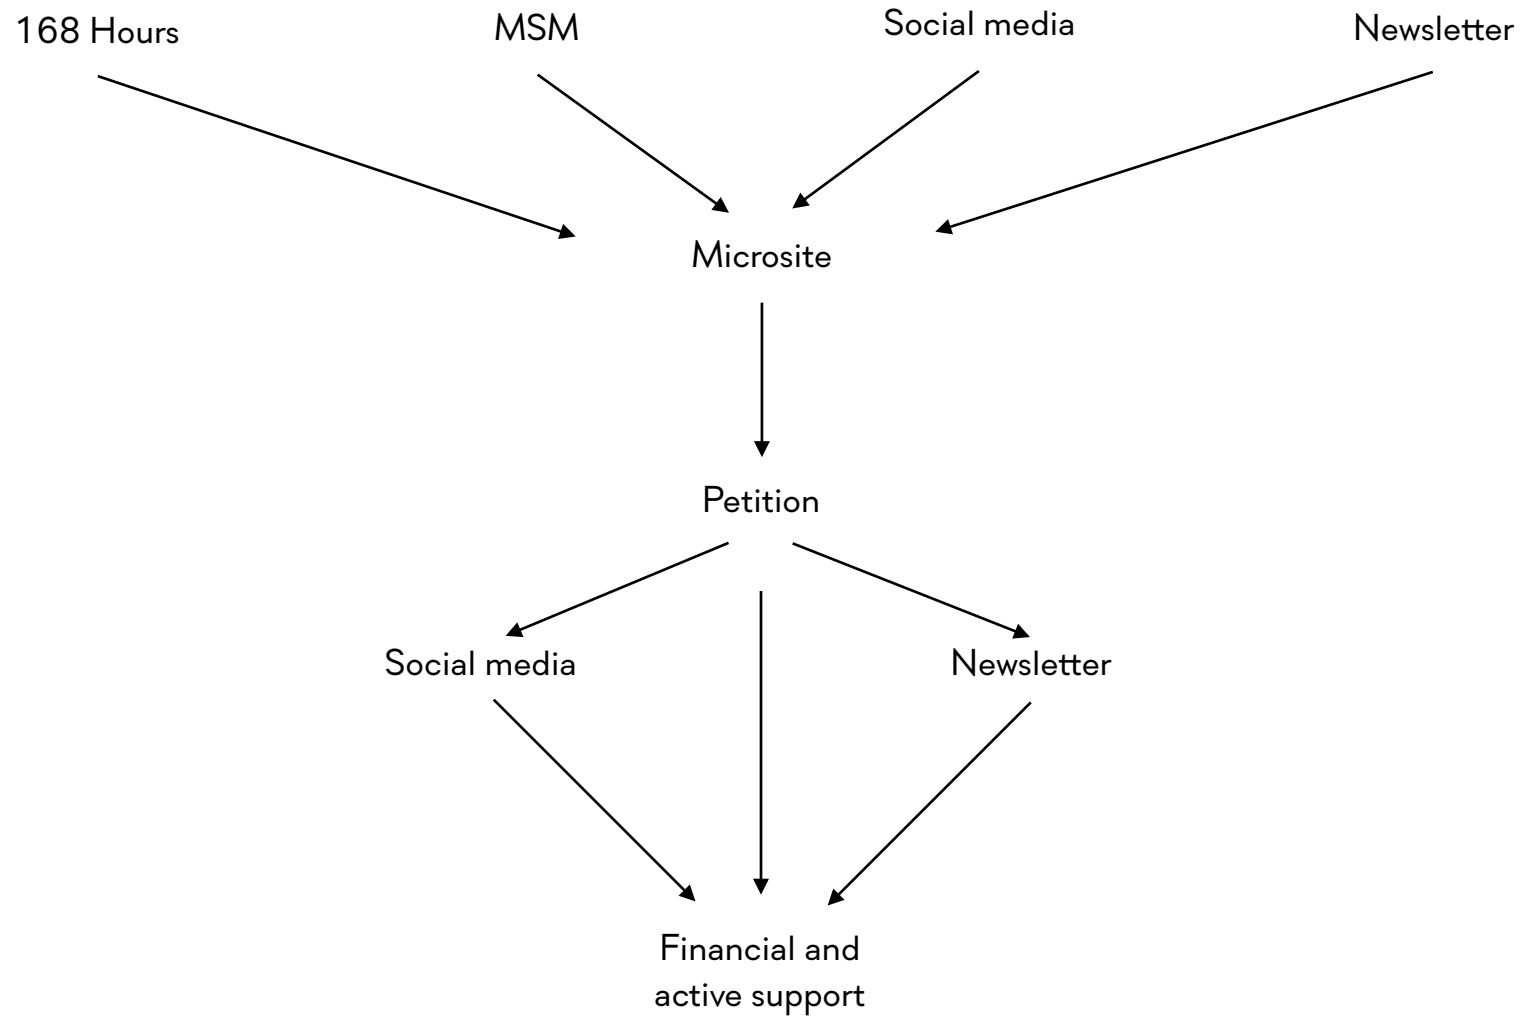 168 Hours
MSM
Social media
Newsletter
Microsite
Petition
Social media
Newsletter
Financial and
active support